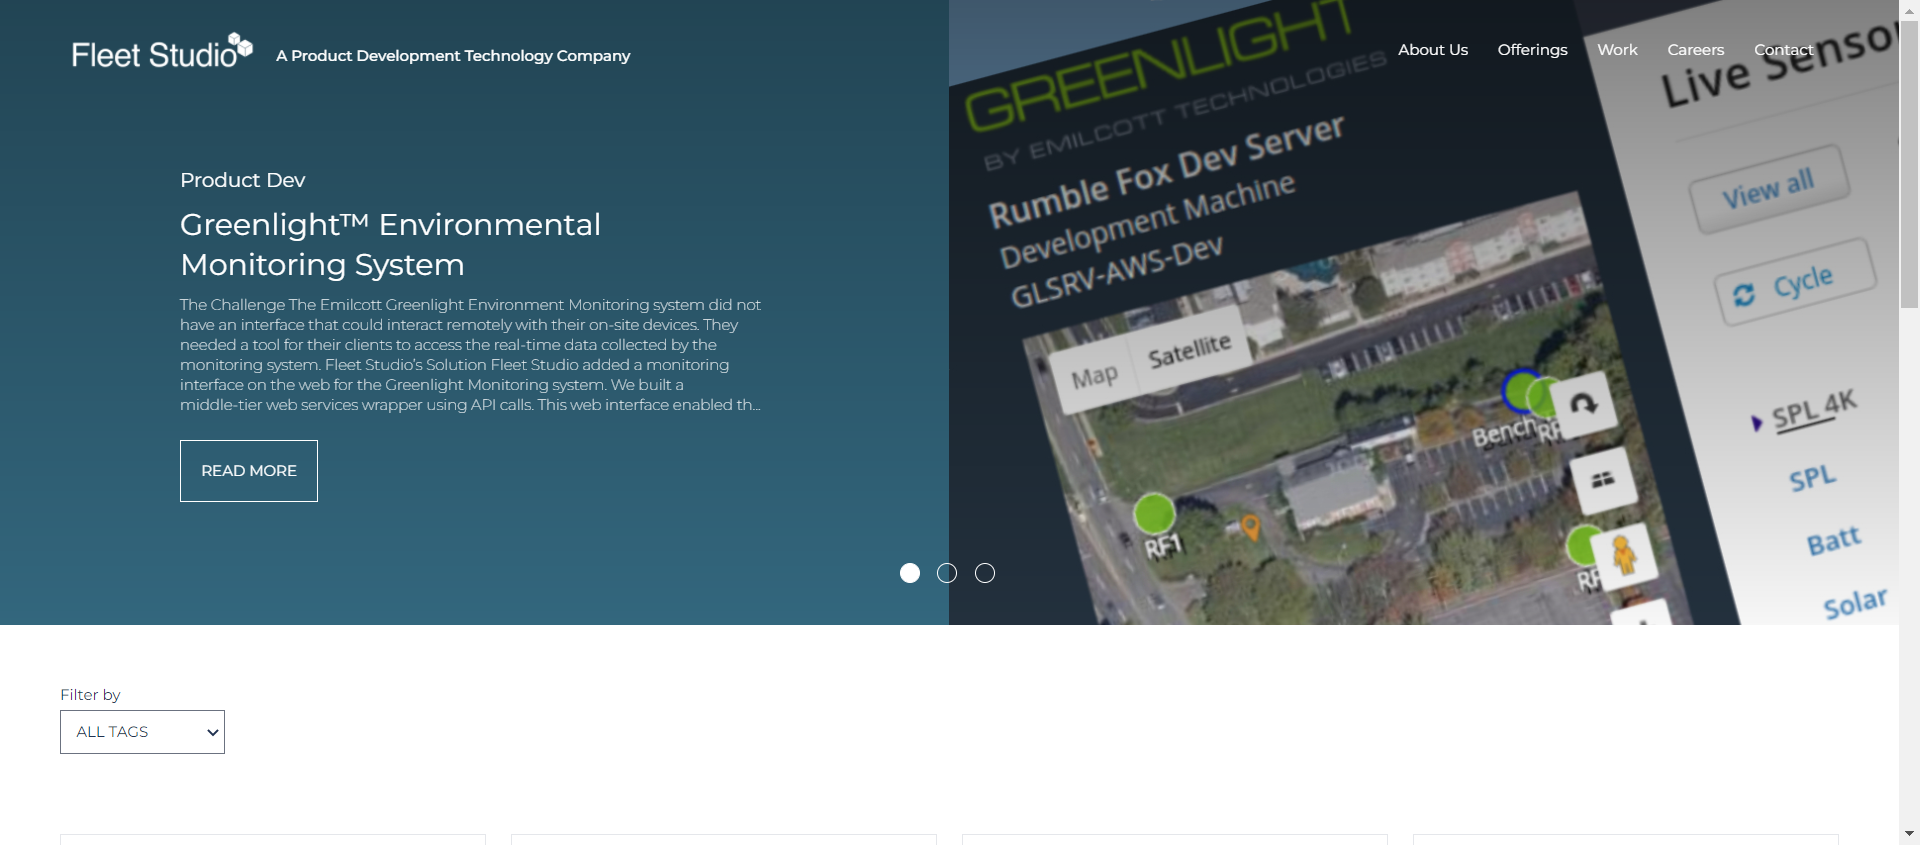 Fleet Studio
A Product Development Technology Company
About Us
Offerings
Work
Careers
Contact
Product Dev
Greenlight™ Environmental
Monitoring System
The Challenge The Emilcott Greenlight Environment Monitoring system did not
have an interface that could interact remotely with their on-site devices. They
needed a tool for their clients to access the real-time data collected by the
monitoring system. Fleet Studio’s Solution Fleet Studio added a monitoring
interface on the web for the Greenlight Monitoring system. We built a
middle-tier web services wrapper using API calls. This web interface enabled th...
READ MORE
GREENLIGHT
BY EMILCOTT TECHNOLOGIES
Rumble Fox Dev Server
Development Machine
GLSRV-AWS-Dev
Map
Satellite
Bench
RF1
Live
View all
Cycle
SPL 4K
SPL
Batt
Solar
Filter by
ALL TAGS